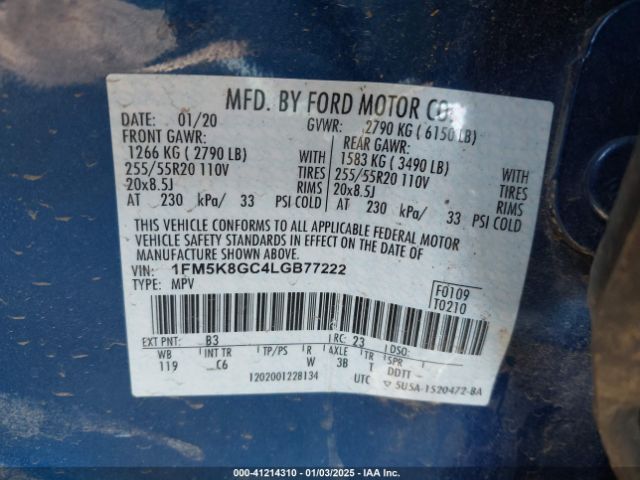 MFD. BY FORD MOTOR CO.
DATE: 01/20 GVWR: 2790 KG ( 6150 LB)
FRONT GAWR: REAR GAWR:
1266 KG ( 2790 LB) WITH 1583 KG ( 3490 LB) WITH
255/55R20 110V TIRES 255/55R20 110V TIRES
20x8.5J RIMS 20x8.5J RIMS
AT 230 kPa/ 33 PSI COLD AT 230 kPa/ 33 PSI COLD
THIS VEHICLE CONFORMS TO ALL APPLICABLE FEDERAL MOTOR
VEHICLE SAFETY STANDARDS IN EFFECT ON THE DATE OF
MANUFACTURE SHOWN ABOVE.
VIN: 1FM5K8GC4LGB77222
TYPE: MPV
F0109
T0210
EXT PNT: B3 RC: 23 DSO:
WB INT TR TP/PS R AXLE TR SPR
119 C6 W 3B T DDTT
1202001228134 UTC 5U5A-1520472-BA
000-41214310 - 01/03/2025 - IAA Inc.